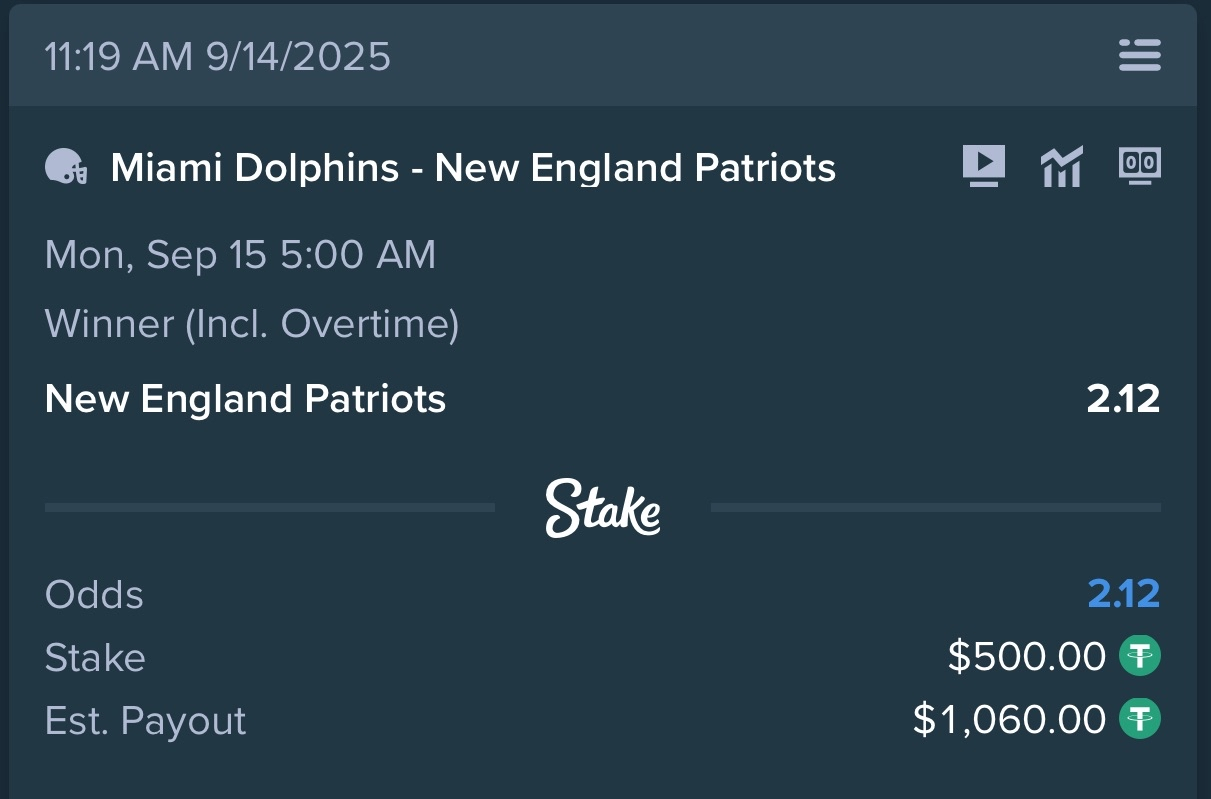 11:19 AM 9/14/2025
Miami Dolphins - New England Patriots
00
Mon, Sep 15 5:00 AM
Winner (Incl. Overtime)
New England Patriots 2.12
Stake
Odds 2.12
Stake $500.00
Est. Payout $1,060.00